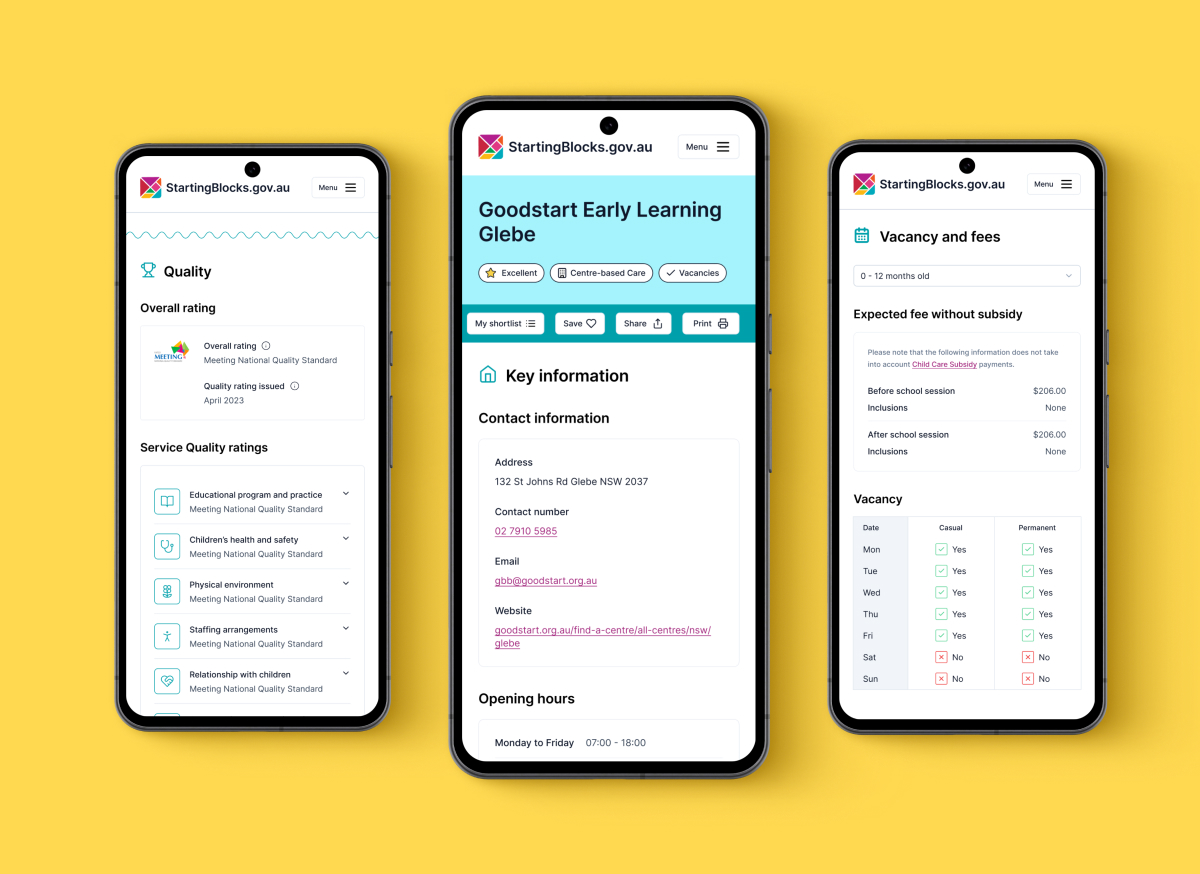 StartingBlocks.gov.au
Menu
Quality
Overall rating
MEETING
Overall rating
Meeting National Quality Standard
Quality rating issued
April 2023
Service Quality ratings
Educational program and practice
Meeting National Quality Standard
Children's health and safety
Meeting National Quality Standard
Physical environment
Meeting National Quality Standard
Staffing arrangements
Meeting National Quality Standard
Relationship with children
Meeting National Quality Standard
StartingBlocks.gov.au
Menu
Goodstart Early Learning
Glebe
Excellent
Centre-based Care
Vacancies
My shortlist
Save
Share
Print
Key information
Contact information
Address
132 St Johns Rd Glebe NSW 2037
Contact number
02 7910 5985
Email
gbb@goodstart.org.au
Website
goodstart.org.au/find-a-centre/all-centres/nsw/
glebe
Opening hours
Monday to Friday 07:00 - 18:00
StartingBlocks.gov.au
Menu
Vacancy and fees
0 - 12 months old
Expected fee without subsidy
Please note that the following information does not take
into account Child Care Subsidy payments.
Before school session $206.00
Inclusions None
After school session $206.00
Inclusions None
Vacancy
Date Casual Permanent
Mon Yes Yes
Tue Yes Yes
Wed Yes Yes
Thu Yes Yes
Fri Yes Yes
Sat No No
Sun No No